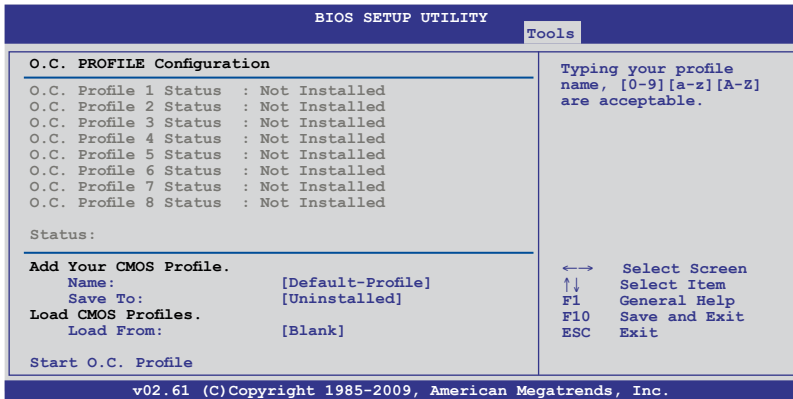 BIOS SETUP UTILITY
Tools
O.C. PROFILE Configuration
O.C. Profile 1 Status : Not Installed
O.C. Profile 2 Status : Not Installed
O.C. Profile 3 Status : Not Installed
O.C. Profile 4 Status : Not Installed
O.C. Profile 5 Status : Not Installed
O.C. Profile 6 Status : Not Installed
O.C. Profile 7 Status : Not Installed
O.C. Profile 8 Status : Not Installed
Status:
Add Your CMOS Profile.
Name: [Default-Profile]
Save To: [Uninstalled]
Load CMOS Profiles.
Load From: [Blank]
Start O.C. Profile
Typing your profile
name, [0-9][a-z][A-Z]
are acceptable.
←→ Select Screen
↑↓ Select Item
F1 General Help
F10 Save and Exit
ESC Exit
v02.61 (C)Copyright 1985-2009, American Megatrends, Inc.